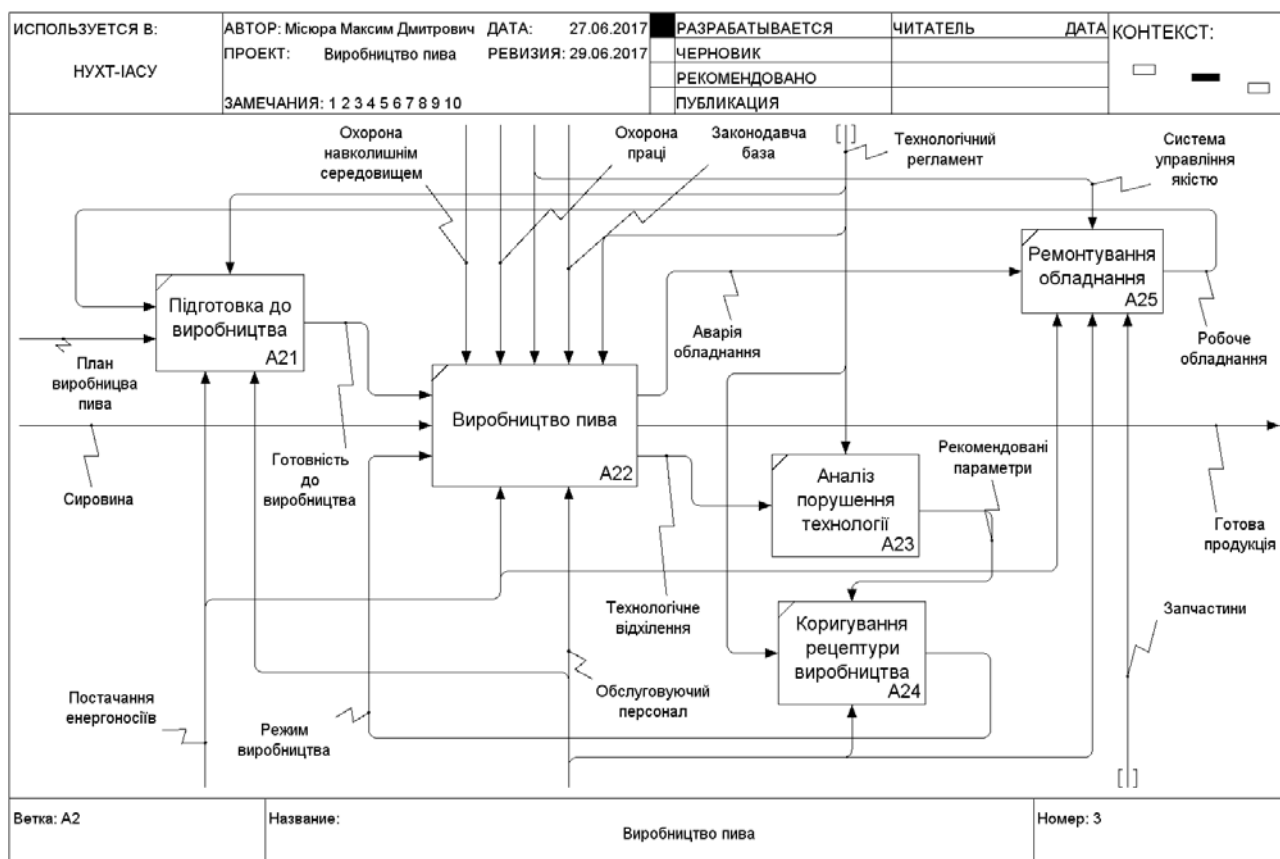 ИСПОЛЬЗУЕТСЯ В:
НУХТ-ІАСУ
АВТОР: Місюра Максим Дмитрович ДАТА: 27.06.2017
ПРОЕКТ: Виробництво пива РЕВИЗИЯ: 29.06.2017
ЗАМЕЧАНИЯ: 1 2 3 4 5 6 7 8 9 10
РАЗРАБАТЫВАЕТСЯ
ЧЕРНОВИК
РЕКОМЕНДОВАНО
ПУБЛИКАЦИЯ
ЧИТАТЕЛЬ ДАТА
КОНТЕКСТ:
Охорона
навколишнім
середовищем
Охорона
праці
Законодавча
база
Технологічний
регламент
Система
управління
якістю
Підготовка до
виробництва
A21
Ремонтування
обладнання
A25
План
виробницва
пива
Аварія
обладнання
Робоче
обладнання
Виробництво пива
A22
Сировина
Готовність
до
виробництва
Рекомендовані
параметри
Аналіз
порушення
технології
A23
Готова
продукція
Технологічне
відхілення
Коригування
рецептури
виробництва
A24
Запчастини
Постачання
енергоносіїв
Режим
виробництва
Обслуговуючий
персонал
Ветка: A2
Название:
Виробництво пива
Номер: 3